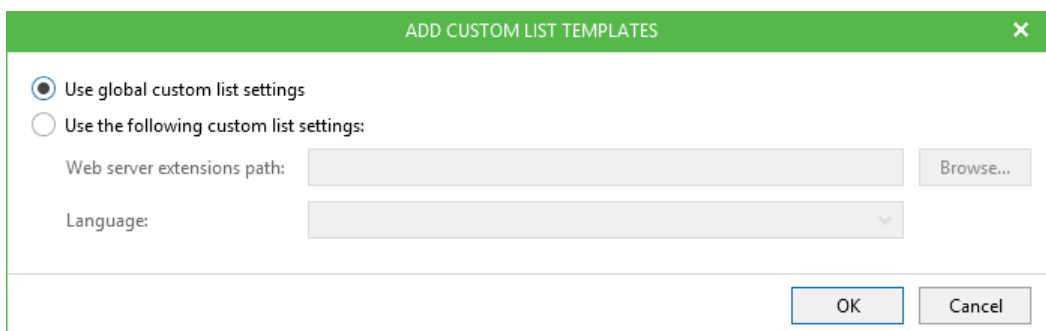 ADD CUSTOM LIST TEMPLATES
Use global custom list settings
Use the following custom list settings:
Web server extensions path:
Browse...
Language:
OK
Cancel